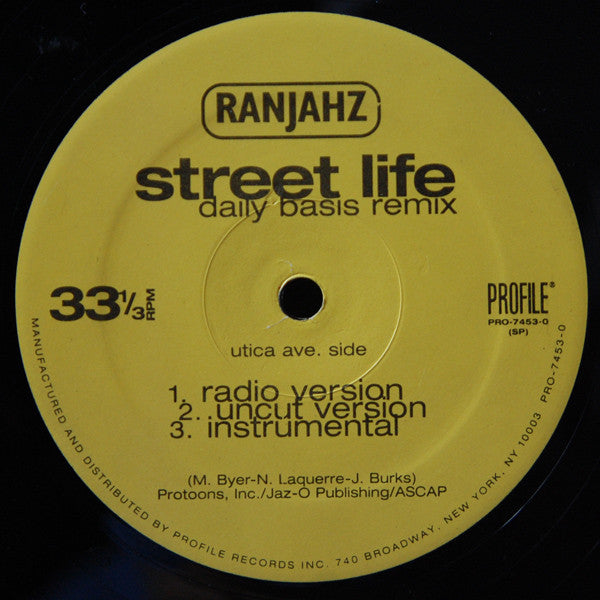 RANJAHZ
street life
daily basis remix
33 1/3 RPM
PROFILE®
PRO-7453-0
(SP)
utica ave. side
1. radio version
2. uncut version
3. instrumental
(M. Byer-N. Laquerre-J. Burks)
Protoons, Inc./Jaz-O Publishing/ASCAP
MANUFACTURED AND DISTRIBUTED BY PROFILE RECORDS INC. 740 BROADWAY, NEW YORK, NY 10003 PRO-7453-0